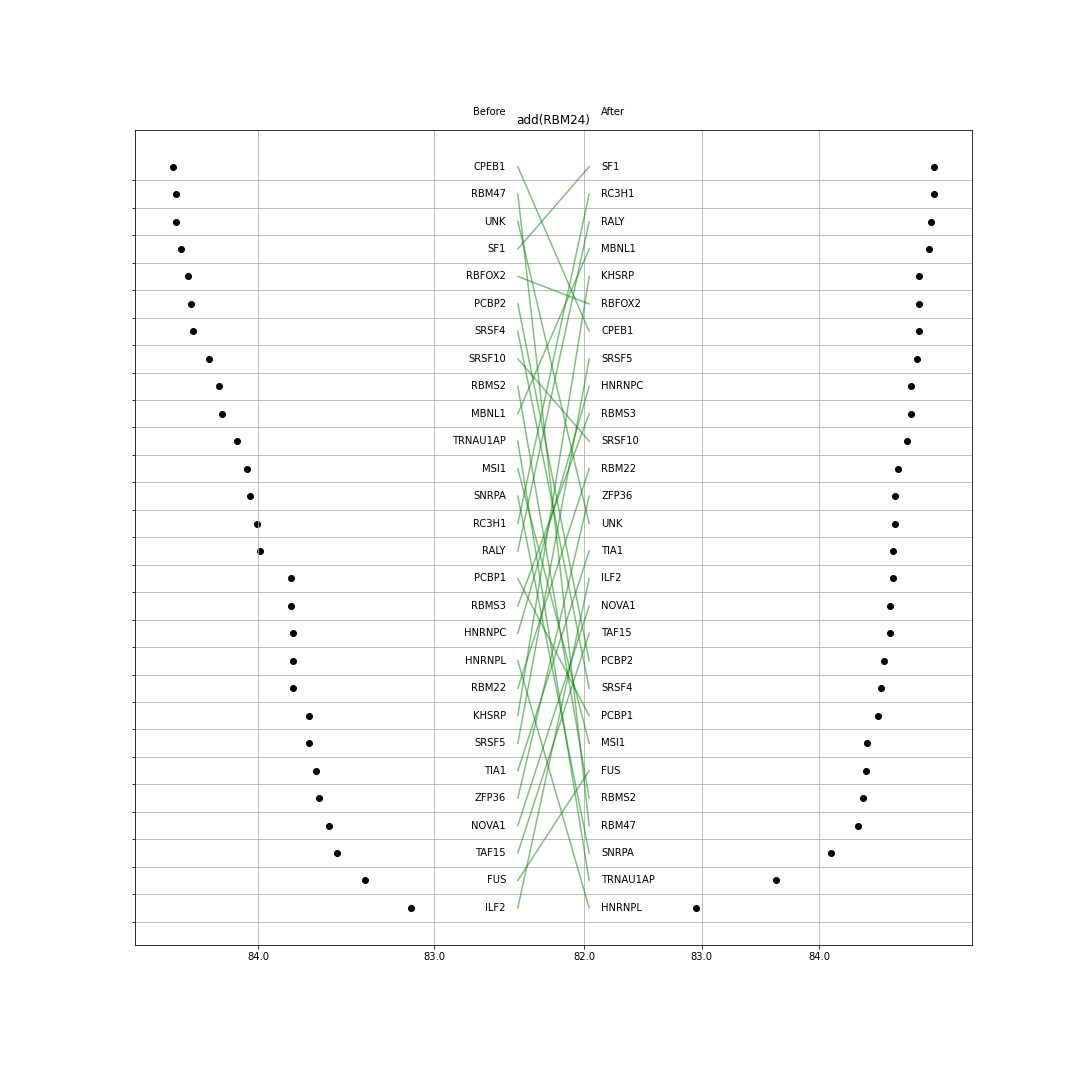 Before After
add(RBM24)
CPEB1 SF1
RBM47 RC3H1
UNK RALY
SF1 MBNL1
RBFOX2 KHSRP
PCBP2 RBFOX2
SRSF4 CPEB1
SRSF10 SRSF5
RBMS2 HNRNPC
MBNL1 RBMS3
TRNAU1AP SRSF10
MSI1 RBM22
SNRPA ZFP36
RC3H1 UNK
RALY TIA1
PCBP1 ILF2
RBMS3 NOVA1
HNRNPC TAF15
HNRNPL PCBP2
RBM22 SRSF4
KHSRP PCBP1
SRSF5 MSI1
TIA1 FUS
ZFP36 RBMS2
NOVA1 RBM47
TAF15 SNRPA
FUS TRNAU1AP
ILF2 HNRNPL
84.0 83.0 82.0 83.0 84.0